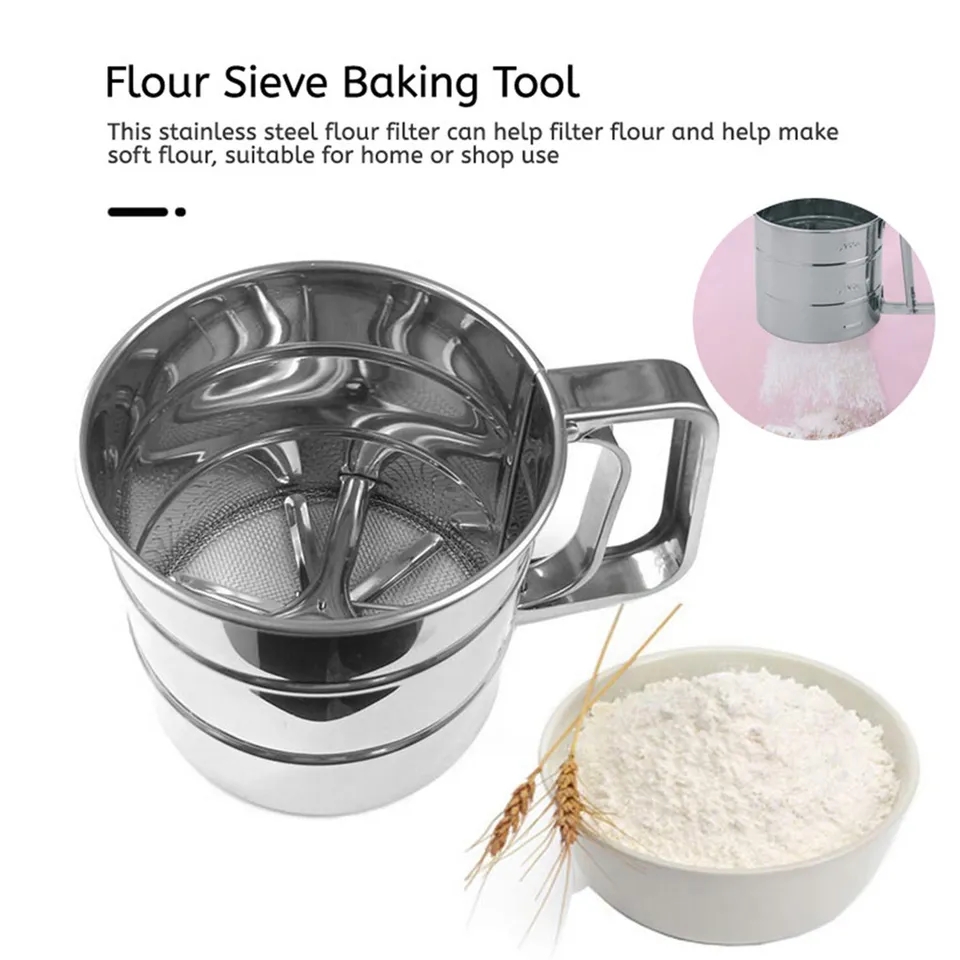 Flour Sieve Baking Tool
This stainless steel flour filter can help filter flour and help make
soft flour, suitable for home or shop use